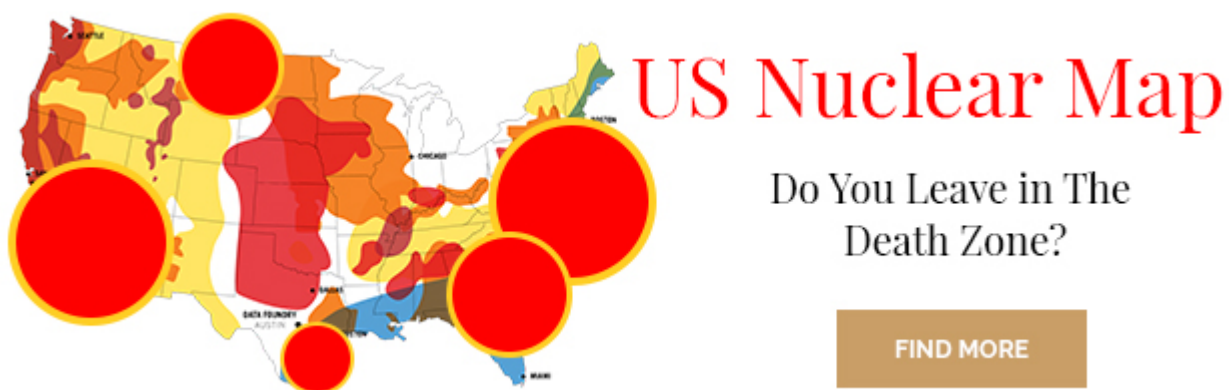 SEATTLE
US Nuclear Map
BOSTON
CHICAGO
Do You Leave in The
Death Zone?
DALLAS
DATA FOUNDRY
AUSTIN
FIND MORE
MIAMI